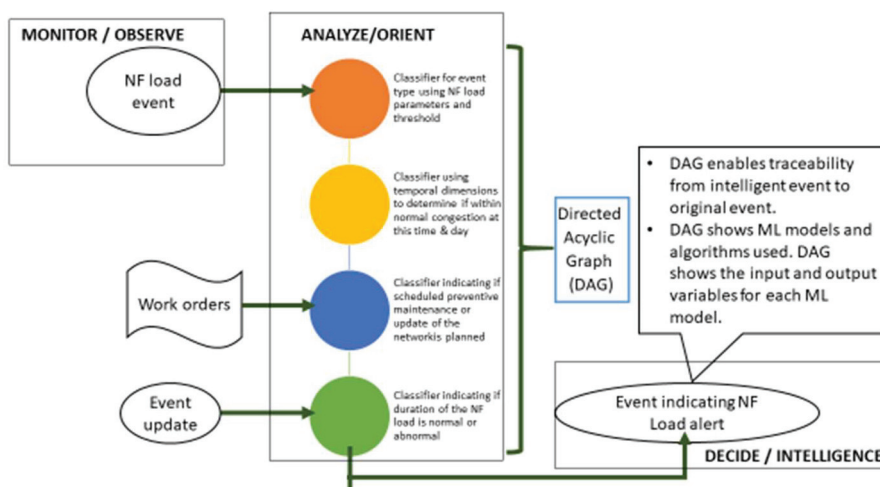 MONITOR / OBSERVE
NF load
event
ANALYZE/ORIENT
Classifier for event
type using NF load
parameters and
threshold
Classifier using
temporal dimensions
to determine if within
normal congestion at
this time & day
Work orders
Classifier indicating if
scheduled preventive
maintenance or
update of the
networkis planned
Event
update
Classifier indicating if
duration of the NF
load is normal or
abnormal
Directed
Acyclic
Graph
(DAG)
• DAG enables traceability
from intelligent event to
original event.
• DAG shows ML models and
algorithms used. DAG
shows the input and output
variables for each ML
model.
Event indicating NF
Load alert
DECIDE / INTELLIGENCE